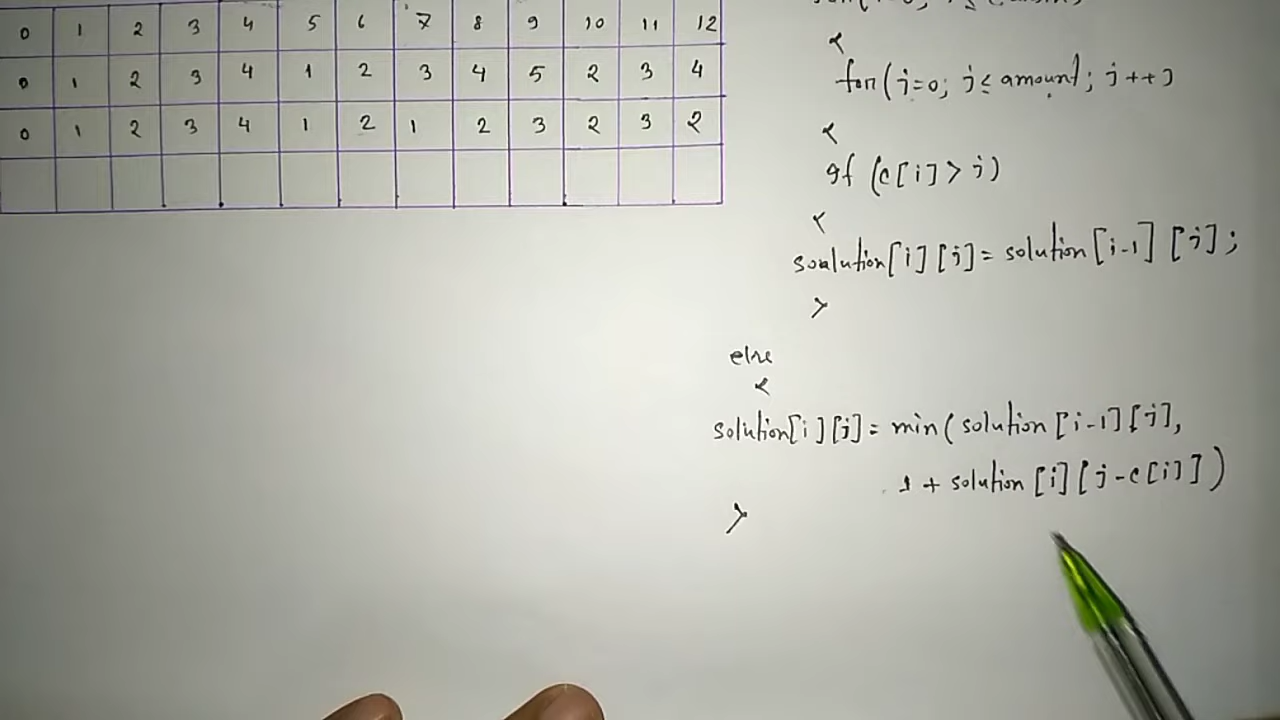 0 1 2 3 4 5 6 7 8 9 10 11 12
0 1 2 3 4 1 2 3 4 5 2 3 4
0 1 2 3 4 1 2 1 2 3 2 3 2
{
for(j=0; j≤amount; j++)
{
if (c[i]>j)
{
soalution[i][j]=solution[i-1][j];
}
else
{
solution[i][j]=min(solution[i-1][j],
1+solution[i][j-c[i]])
}